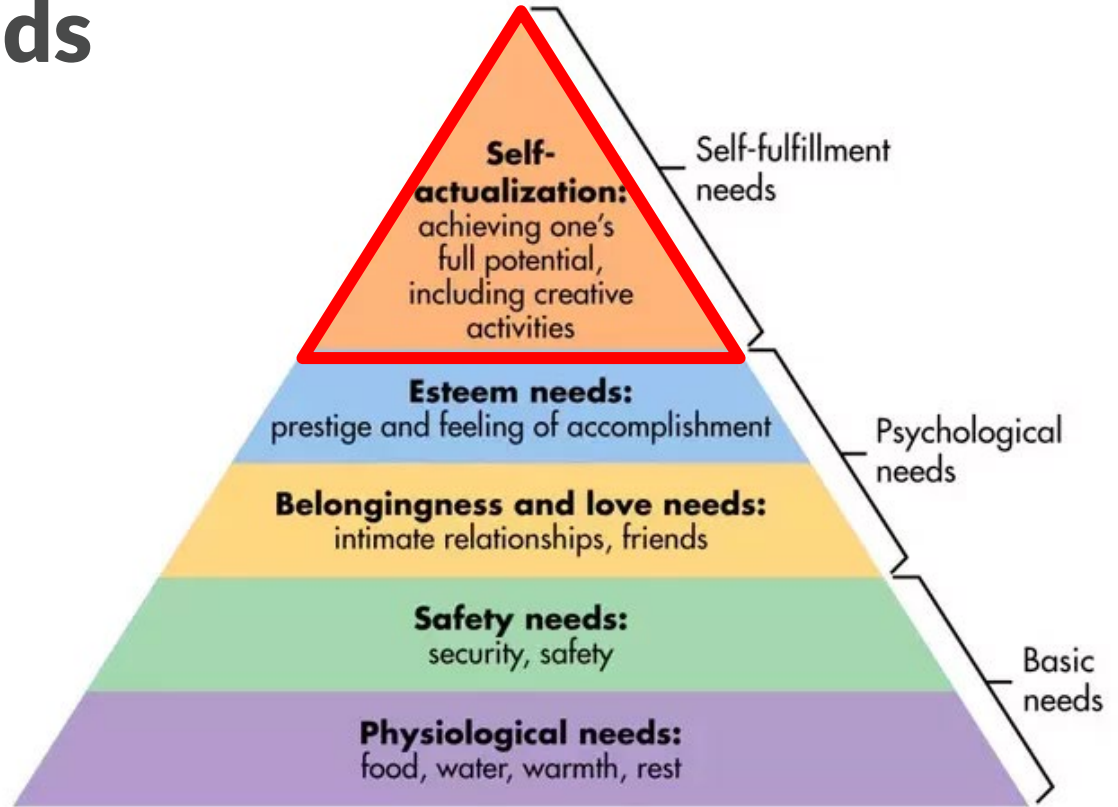 ds
Self-
actualization:
achieving one's
full potential,
including creative
activities
Self-fulfillment
needs
Esteem needs:
prestige and feeling of accomplishment
Psychological
needs
Belongingness and love needs:
intimate relationships, friends
Safety needs:
security, safety
Basic
needs
Physiological needs:
food, water, warmth, rest